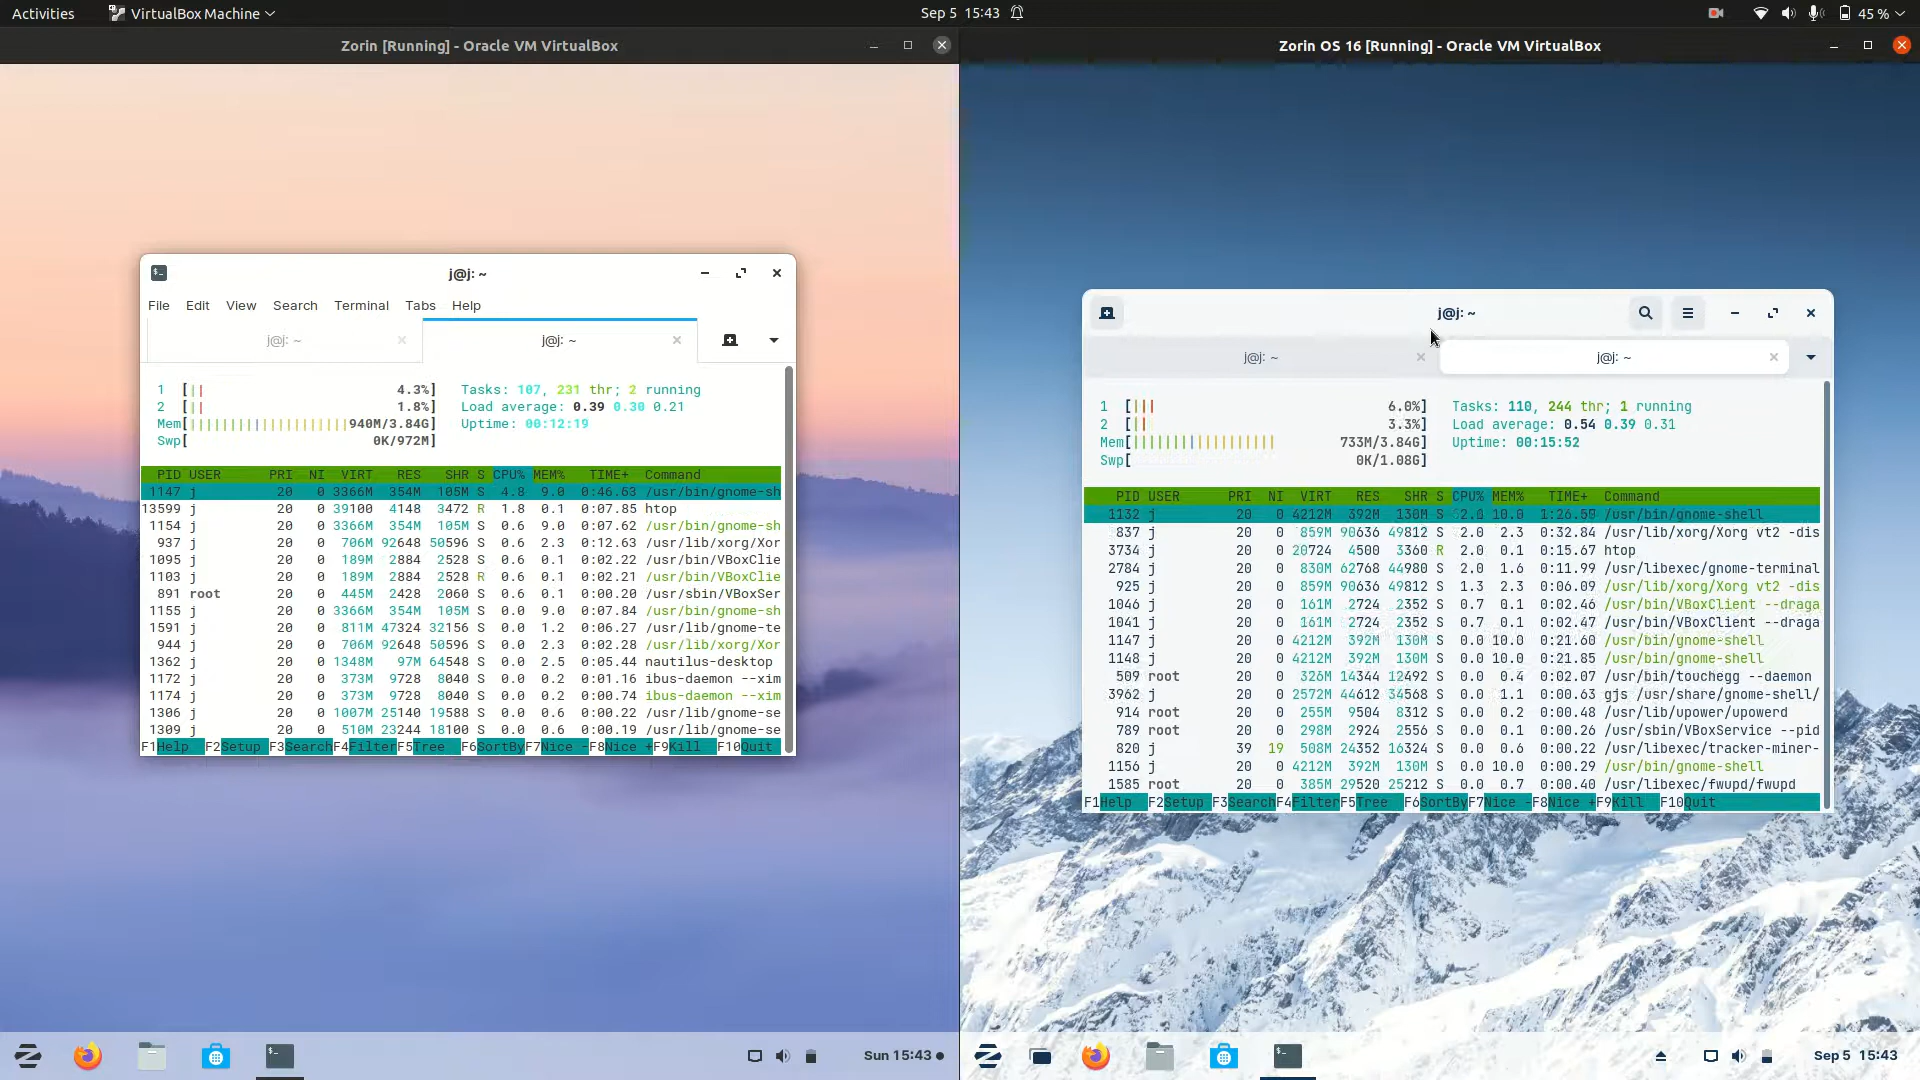 Activities VirtualBox Machine Sep 5 15:43 45 %
Zorin [Running] - Oracle VM VirtualBox
j@j: ~
File Edit View Search Terminal Tabs Help
j@j: ~ j@j: ~
1 [|| 4.3%] Tasks: 107, 231 thr; 2 running
2 [|| 1.8%] Load average: 0.39 0.30 0.21
Mem[||||||||||||||||||||940M/3.84G] Uptime: 00:12:19
Swp[ 0K/972M]
PID USER PRI NI VIRT RES SHR S CPU% MEM% TIME+ Command
1147 j 20 0 3366M 354M 105M S 4.8 9.0 0:46.63 /usr/bin/gnome-sh
13599 j 20 0 39100 4148 3472 R 1.8 0.1 0:07.85 htop
1154 j 20 0 3366M 354M 105M S 0.6 9.0 0:07.62 /usr/bin/gnome-sh
937 j 20 0 706M 92648 50596 S 0.6 2.3 0:12.63 /usr/lib/xorg/Xor
1095 j 20 0 189M 2884 2528 S 0.6 0.1 0:02.22 /usr/bin/VBoxClie
1103 j 20 0 189M 2884 2528 R 0.6 0.1 0:02.21 /usr/bin/VBoxClie
891 root 20 0 445M 2428 2060 S 0.6 0.1 0:00.20 /usr/sbin/VBoxSer
1155 j 20 0 3366M 354M 105M S 0.0 9.0 0:07.84 /usr/bin/gnome-sh
1591 j 20 0 811M 47324 32156 S 0.0 1.2 0:06.27 /usr/lib/gnome-te
944 j 20 0 706M 92648 50596 S 0.0 2.3 0:02.28 /usr/lib/xorg/Xor
1362 j 20 0 1348M 97M 64548 S 0.0 2.5 0:05.44 nautilus-desktop
1172 j 20 0 373M 9728 8040 S 0.0 0.2 0:01.16 ibus-daemon --xim
1174 j 20 0 373M 9728 8040 S 0.0 0.2 0:00.74 ibus-daemon --xim
1306 j 20 0 1007M 25140 19588 S 0.0 0.6 0:00.22 /usr/lib/gnome-se
1309 j 20 0 510M 23244 18100 S 0.0 0.6 0:00.19 /usr/lib/gnome-se
F1Help F2Setup F3SearchF4FilterF5Tree F6SortByF7Nice -F8Nice +F9Kill F10Quit
Sun 15:43
Zorin OS 16 [Running] - Oracle VM VirtualBox
j@j: ~
j@j: ~ j@j: ~
1 [||| 6.0%] Tasks: 110, 244 thr; 1 running
2 [|| 3.3%] Load average: 0.54 0.39 0.31
Mem[|||||||||||||||||| 733M/3.84G] Uptime: 00:15:52
Swp[ 0K/1.08G]
PID USER PRI NI VIRT RES SHR S CPU% MEM% TIME+ Command
1132 j 20 0 4212M 392M 130M S 2.0 10.0 1:26.50 /usr/bin/gnome-shell
837 j 20 0 859M 90636 49812 S 2.0 2.3 0:32.84 /usr/lib/xorg/Xorg vt2 -dis
3734 j 20 0 20724 4500 3360 R 2.0 0.1 0:15.67 htop
2784 j 20 0 830M 62768 44980 S 2.0 1.6 0:11.99 /usr/libexec/gnome-terminal
925 j 20 0 859M 90636 49812 S 1.3 2.3 0:06.09 /usr/lib/xorg/Xorg vt2 -dis
1046 j 20 0 161M 2724 2352 S 0.7 0.1 0:02.46 /usr/bin/VBoxClient --draga
1041 j 20 0 161M 2724 2352 S 0.7 0.1 0:02.47 /usr/bin/VBoxClient --draga
1147 j 20 0 4212M 392M 130M S 0.0 10.0 0:21.60 /usr/bin/gnome-shell
1148 j 20 0 4212M 392M 130M S 0.0 10.0 0:21.85 /usr/bin/gnome-shell
509 root 20 0 326M 14344 12492 S 0.0 0.4 0:02.07 /usr/bin/touchegg --daemon
3962 j 20 0 2572M 44612 34568 S 0.0 1.1 0:00.63 gjs /usr/share/gnome-shell/
914 root 20 0 255M 9504 8312 S 0.0 0.2 0:00.48 /usr/lib/upower/upowerd
789 root 20 0 298M 2924 2556 S 0.0 0.1 0:00.26 /usr/sbin/VBoxService --pid
820 j 39 19 508M 24352 16324 S 0.0 0.6 0:00.22 /usr/libexec/tracker-miner-
1156 j 20 0 4212M 392M 130M S 0.0 10.0 0:00.29 /usr/bin/gnome-shell
1585 root 20 0 385M 29520 25212 S 0.0 0.7 0:00.40 /usr/libexec/fwupd/fwupd
F1Help F2Setup F3SearchF4FilterF5Tree F6SortByF7Nice -F8Nice +F9Kill F10Quit
Sep 5 15:43